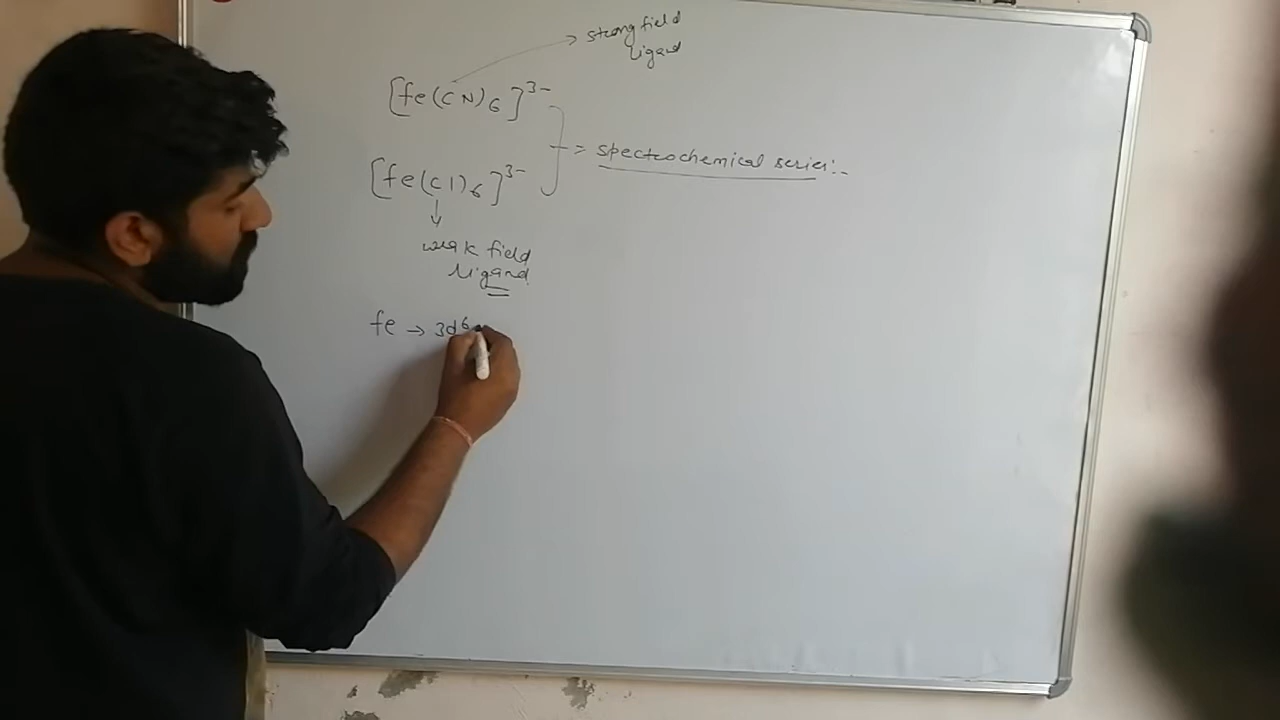 strong field
Ligand
[fe(CN)6]3-
=> spectrochemical series:-
[fe(Cl)6]3-
weak field
Ligand
fe → 3d6